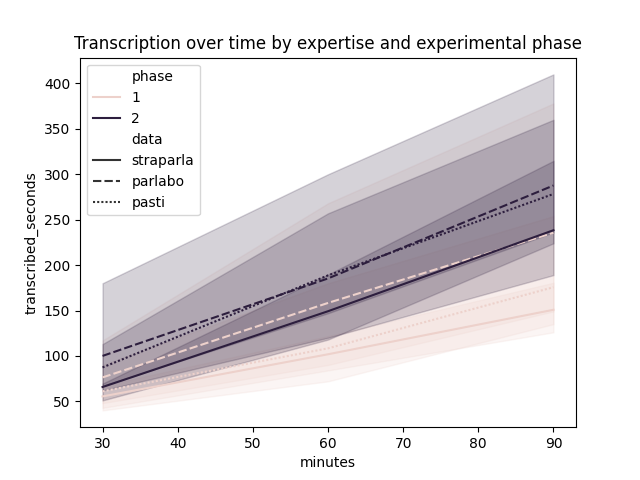 Transcription over time by expertise and experimental phase
transcribed_seconds
400
350
300
250
200
150
100
50
phase
1
2
data
straparla
parlabo
pasti
30 40 50 60 70 80 90
minutes